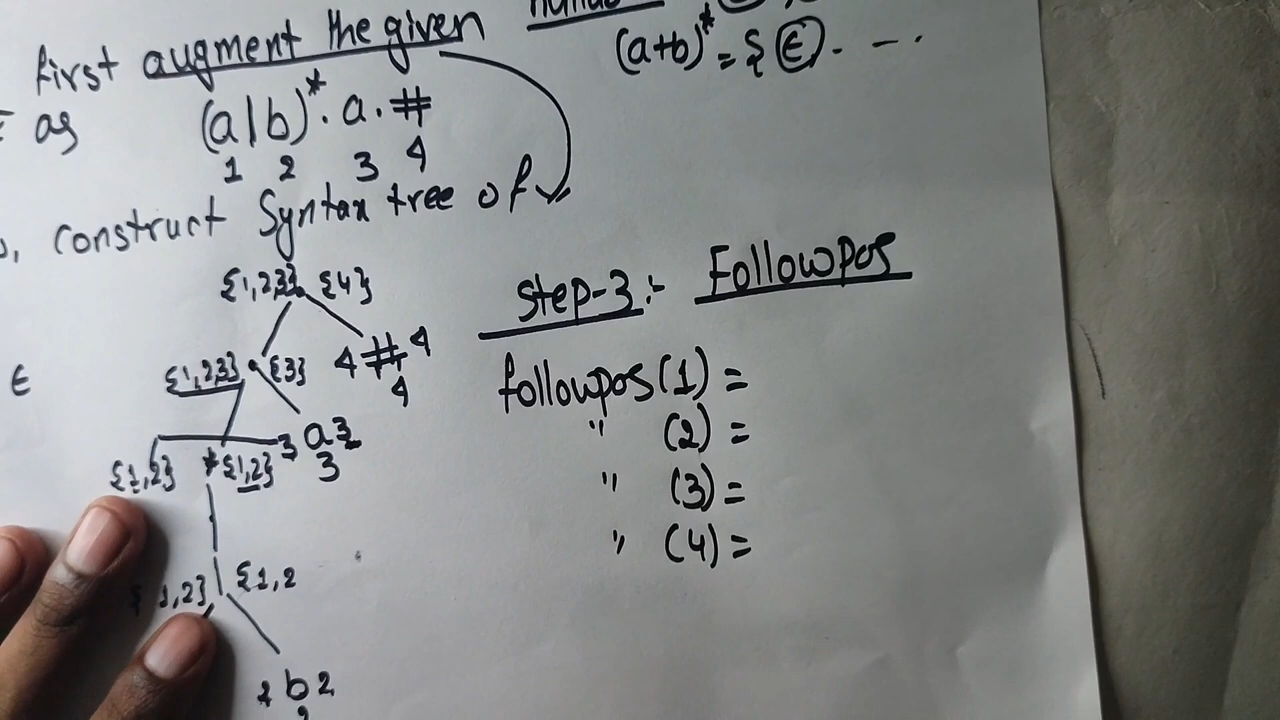 first augment the given
(a+b)* = { ϵ - - - .
as (a|b)*. a. #
1 2 3 4
, construct Syntax tree of
{1,2,3} {4}
Step-3:- Followpos
{1,2,3} {3} 4 # 4
4
ϵ
followpos (1) =
" (2) =
" (3) =
" (4) =
3 a 3
3
{1,2} * {1,2}
1,2} | {1,2
2 b 2